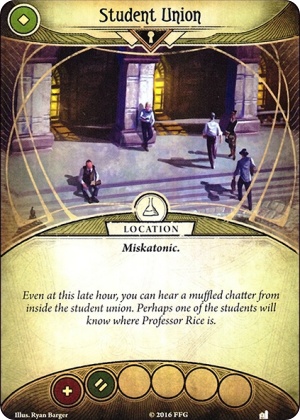 Student Union
LOCATION
Miskatonic.
Even at this late hour, you can hear a muffled chatter from
inside the student union. Perhaps one of the students will
know where Professor Rice is.
Illus. Ryan Barger
© 2016 FFG